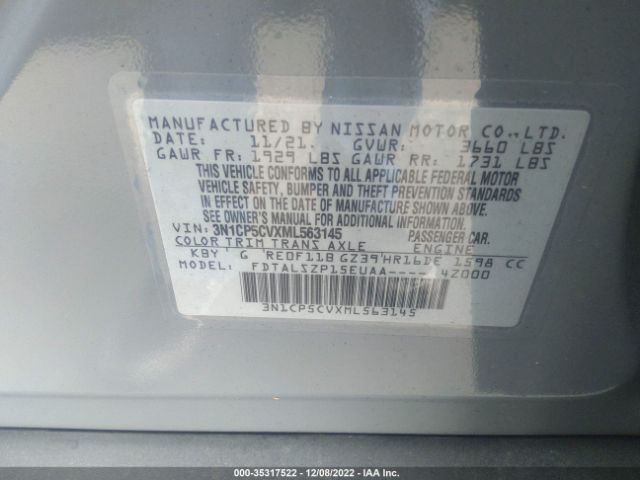 MANUFACTURED BY NISSAN MOTOR CO.,LTD.
DATE: 11/21. GVWR: 3660 LBS
GAWR FR: 1929 LBS GAWR RR: 1731 LBS
THIS VEHICLE CONFORMS TO ALL APPLICABLE FEDERAL MOTOR
VEHICLE SAFETY, BUMPER AND THEFT PREVENTION STANDARDS
IN EFFECT ON THE DATE OF MANUFACTURE SHOWN ABOVE.
SEE OWNER'S MANUAL FOR ADDITIONAL INFORMATION.
VIN: 3N1CP5CVXML563145 PASSENGER CAR.
COLOR TRIM TRANS AXLE ENGINE
KBY G RE0F11B GZ39 HR16DE 1598 CC
MODEL: FDTALSZP15EUAA---- 4Z000
3N1CP5CVXML563145
000-35317522 - 12/08/2022 - IAA Inc.